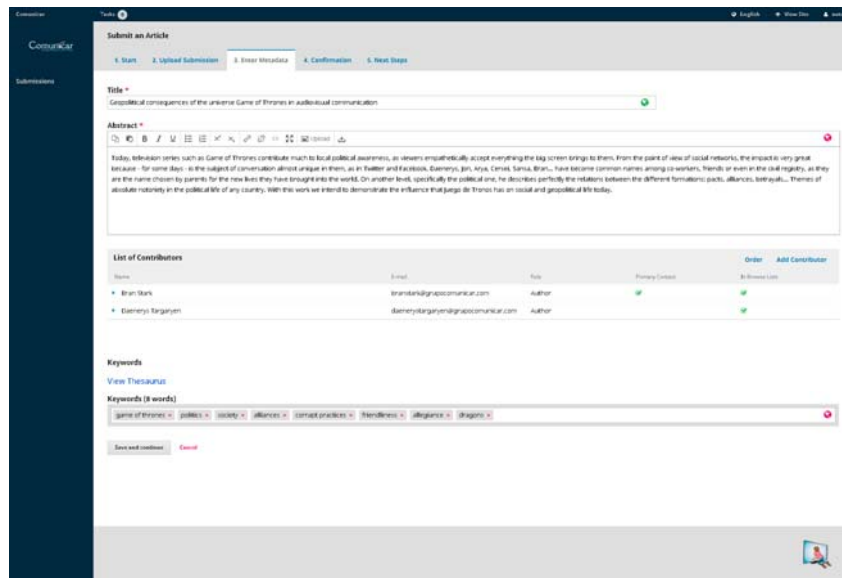 Comunicar
Tasks 0
English
View Site
Comunicar
Submissions
Submit an Article
1. Start 2. Upload Submission 3. Enter Metadata 4. Confirmation 5. Next Steps
Title *
Geopolitical consequences of the universe Game of Thrones in audiovisual communication
Abstract *
Upload
Today, television series such as Game of Thrones contribute much to local political awareness, as viewers empathetically accept everything the big screen brings to them. From the point of view of social networks, the impact is very great
because - for some days - is the subject of conversation almost unique in them, as in Twitter and Facebook. Daenerys, Jon, Arya, Cersei, Sansa, Bran... have become common names among co-workers, friends or even in the civil registry, as they
are the name chosen by parents for the new lives they have brought into the world. On another level, specifically the political one, he describes perfectly the relations between the different formations: pacts, alliances, betrayals... Themes of
absolute notoriety in the political life of any country. With this work we intend to demonstrate the influence that Juego de Tronos has on social and geopolitical life today.
List of Contributors Order Add Contributor
Name E-mail Role Primary Contact In Browse Lists
Bran Stark branstark@grupocomunicar.com Author
Daenerys Targaryen daenerystargaryen@grupocomunicar.com Author
Keywords
View Thesaurus
Keywords (8 words)
game of thrones × politics × society × alliances × corrupt practices × friendliness × allegiance × dragons ×
Save and continue Cancel